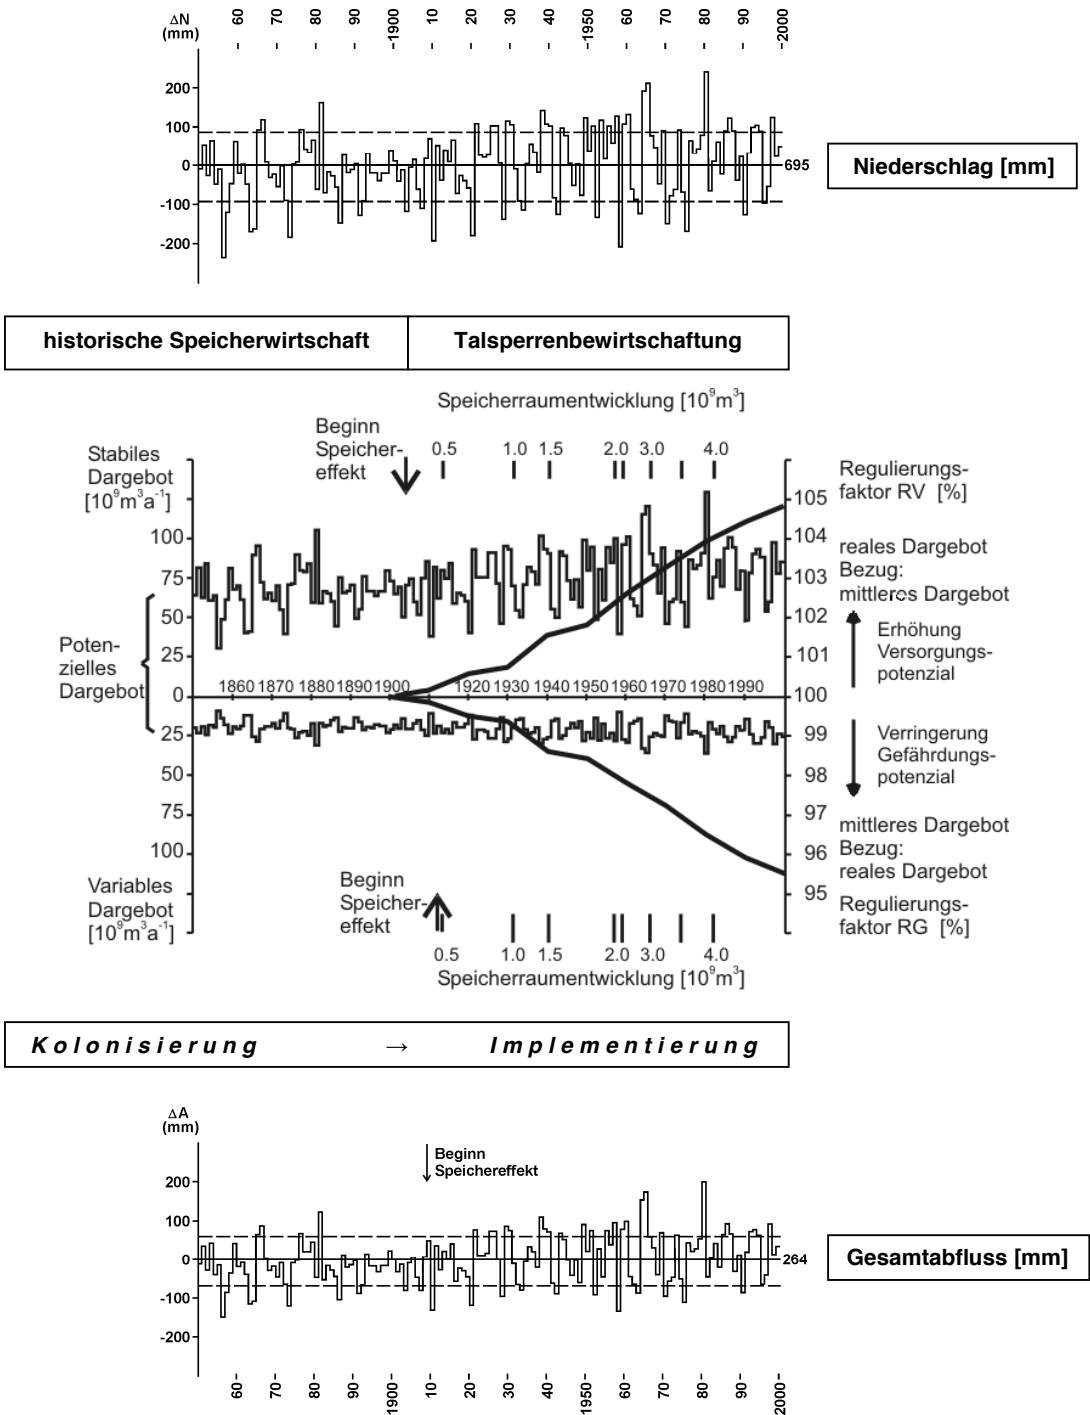 ΔN
(mm)
60 70 80 90 1900 10 20 30 40 1950 60 70 80 90 2000
200
100
0
-100
-200
695
Niederschlag [mm]
historische Speicherwirtschaft Talsperrenbewirtschaftung
Speicherraumentwicklung [10⁹m³]
Beginn
Speicher-
effekt
0.5 1.0 1.5 2.0 3.0 4.0
Stabiles
Dargebot
[10⁹m³a⁻¹]
100
75
50
25
0
25
50
75
100
Poten-
zielles
Dargebot
1860 1870 1880 1890 1900 1920 1930 1940 1950 1960 1970 1980 1990
105
104
103
102
101
100
99
98
97
96
95
Regulierungs-
faktor RV [%]
reales Dargebot
Bezug:
mittleres Dargebot
Erhöhung
Versorgungs-
potenzial
Verringerung
Gefährdungs-
potenzial
mittleres Dargebot
Bezug:
reales Dargebot
Regulierungs-
faktor RG [%]
Variables
Dargebot
[10⁹m³a⁻¹]
Beginn
Speicher-
effekt
0.5 1.0 1.5 2.0 3.0 4.0
Speicherraumentwicklung [10⁹m³]
Kolonisierung → Implementierung
ΔA
(mm)
Beginn
Speichereffekt
200
100
0
-100
-200
264
Gesamtabfluss [mm]
60 70 80 90 1900 10 20 30 40 1950 60 70 80 90 2000